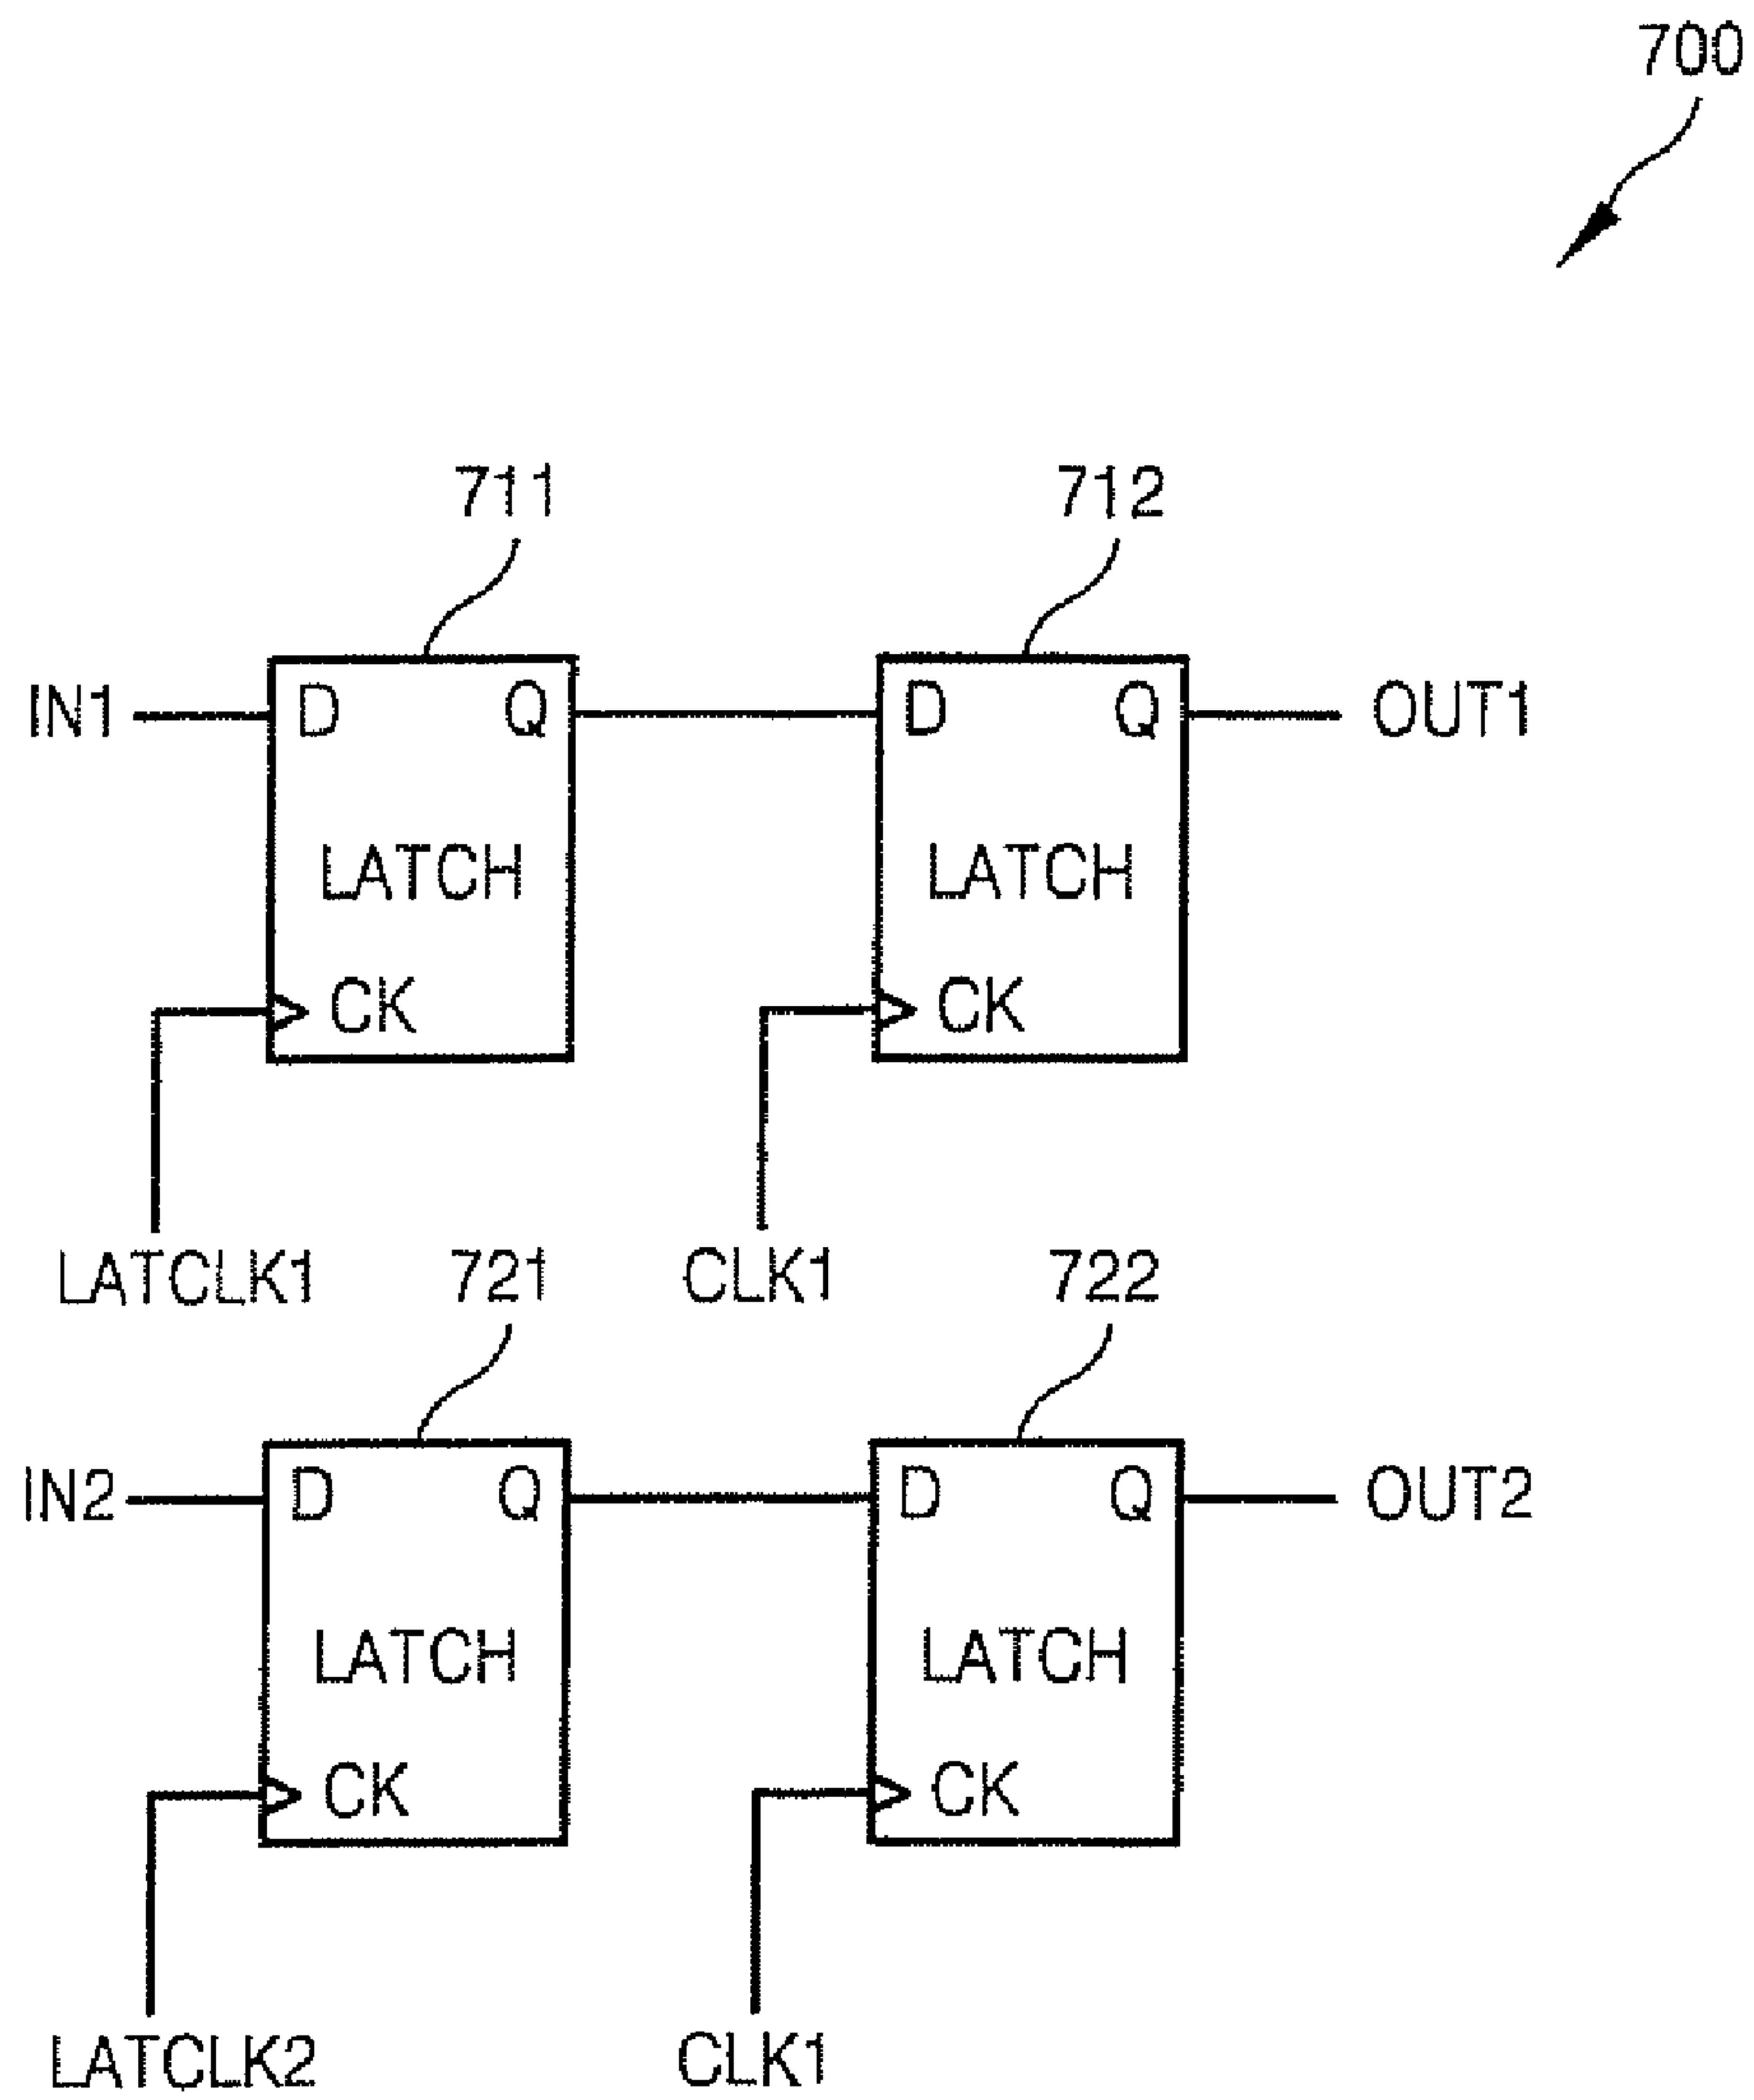 700
711 712
IN1 D Q D Q OUT1
LATCH LATCH
CK CK
LATCLK1 721 CLK1 722
IN2 D Q D Q OUT2
LATCH LATCH
CK CK
LATCLK2 CLK1